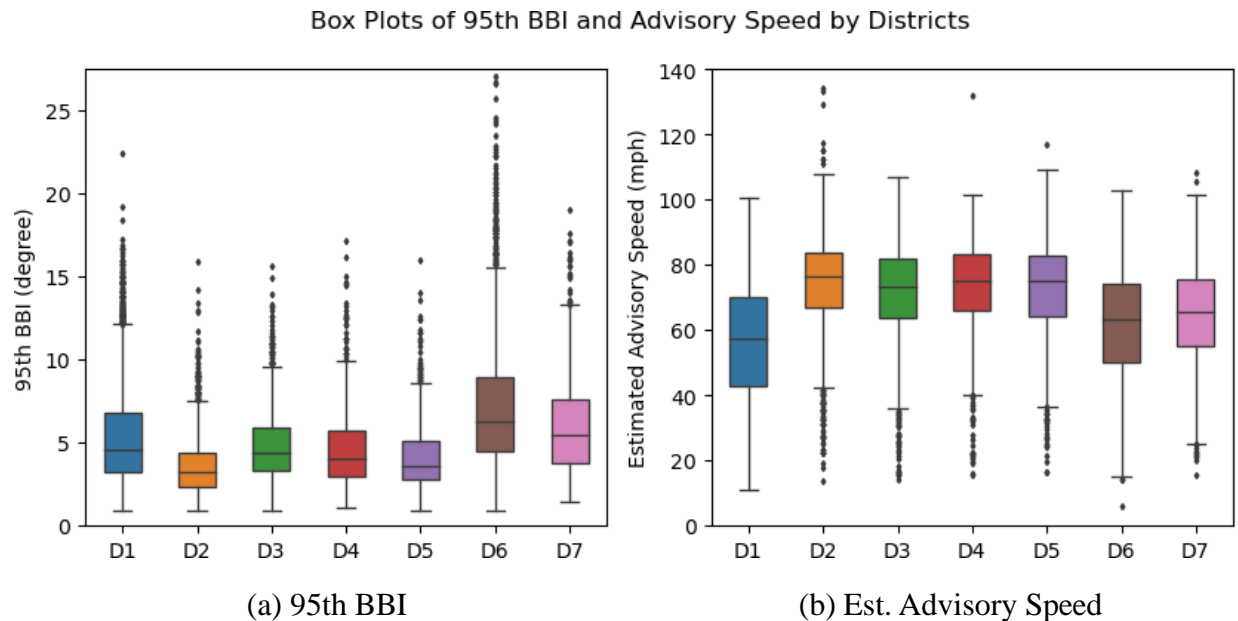 Box Plots of 95th BBI and Advisory Speed by Districts
95th BBI (degree)
25
20
15
10
5
0
D1 D2 D3 D4 D5 D6 D7
(a) 95th BBI
Estimated Advisory Speed (mph)
140
120
100
80
60
40
20
0
D1 D2 D3 D4 D5 D6 D7
(b) Est. Advisory Speed